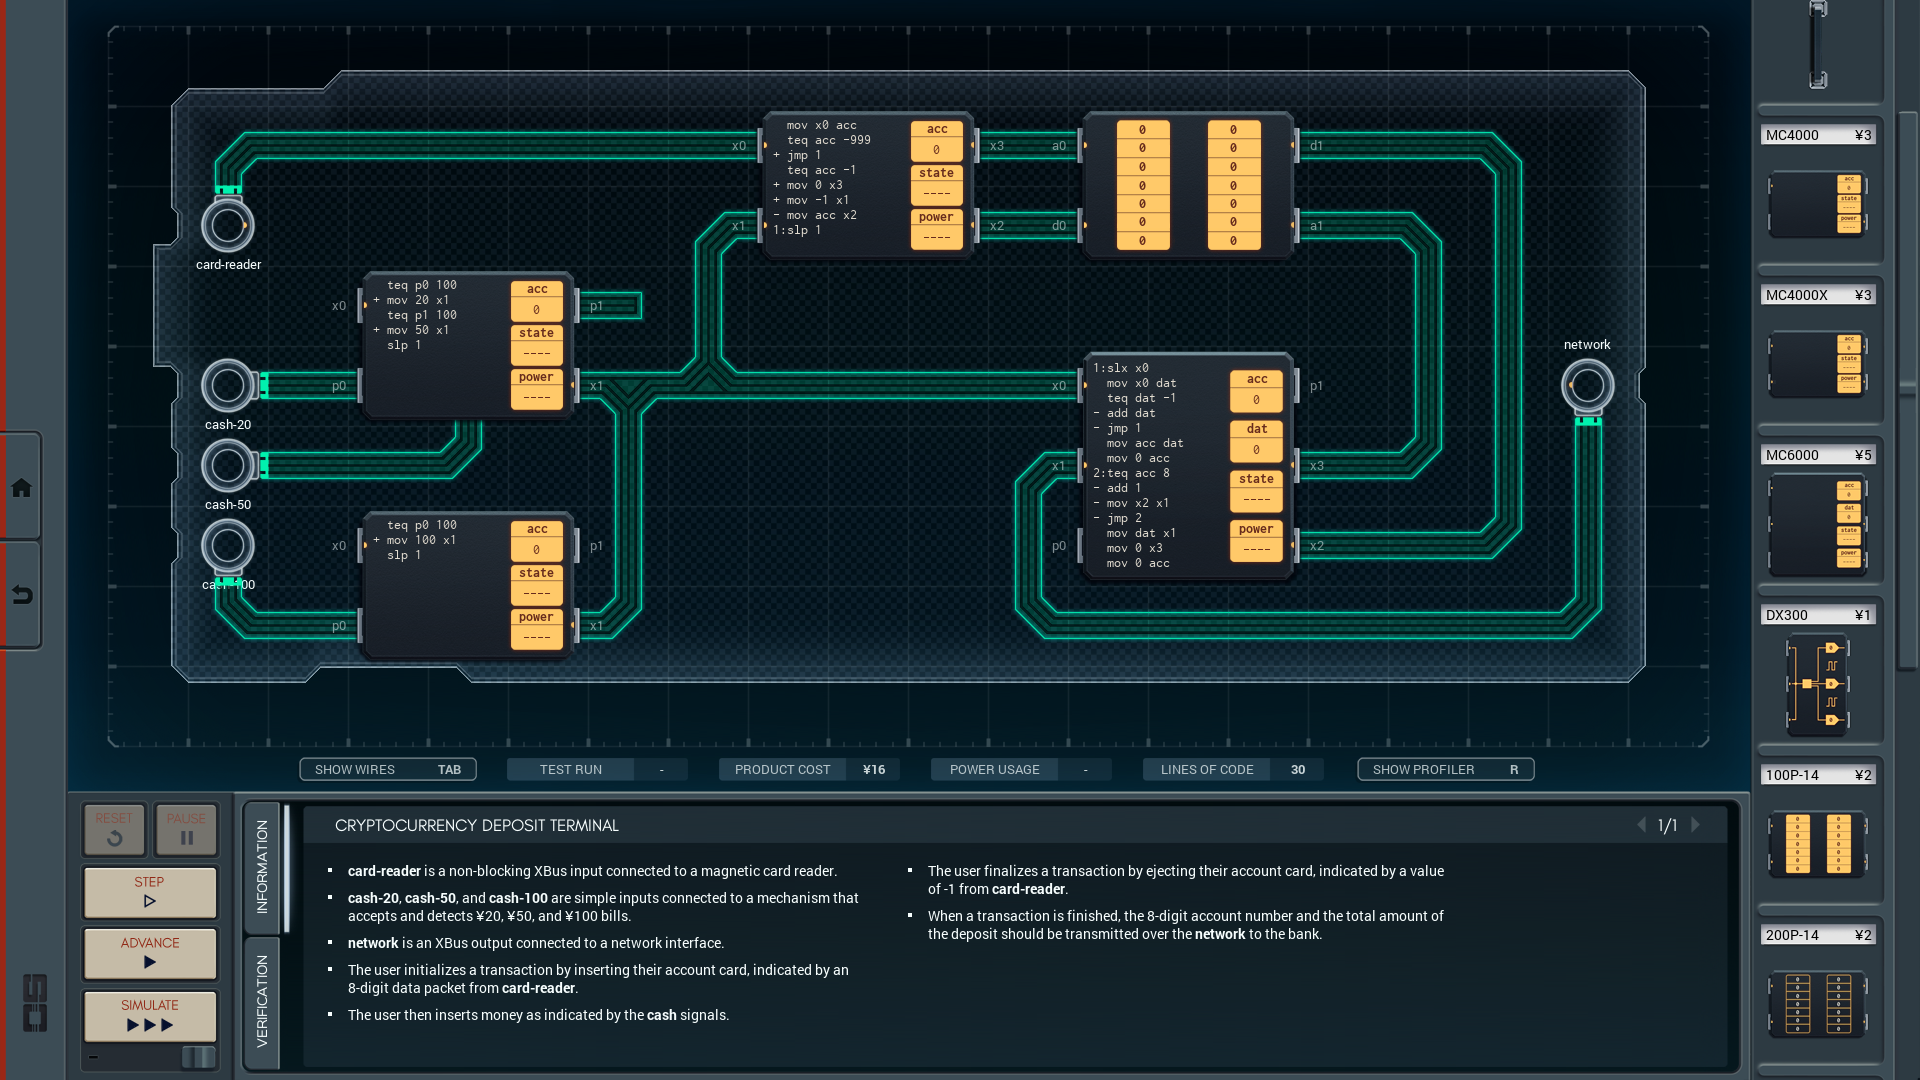 mov x0 acc
teq acc -999
+ jmp 1
teq acc -1
+ mov 0 x3
+ mov -1 x1
- mov acc x2
1:slp 1
acc
0
state
----
power
----
x0
x1
x3
x2
a0
d0
0 0
0 0
0 0
0 0
0 0
0 0
0 0
d1
a1
card-reader
teq p0 100
+ mov 20 x1
teq p1 100
+ mov 50 x1
slp 1
acc
0
state
----
power
----
x0
p0
p1
x1
cash-20
cash-50
teq p0 100
+ mov 100 x1
slp 1
acc
0
state
----
power
----
x0
p0
p1
x1
1:slx x0
mov x0 dat
teq dat -1
- add dat
- jmp 1
mov acc dat
mov 0 acc
2:teq acc 8
- add 1
- mov x2 x1
- jmp 2
mov dat x1
mov 0 x3
mov 0 acc
acc
0
dat
0
state
----
power
----
x0
x1
p0
p1
x3
x2
network
MC4000 ¥3
MC4000X ¥3
MC6000 ¥5
DX300 ¥1
100P-14 ¥2
200P-14 ¥2
SHOW WIRES TAB
TEST RUN -
PRODUCT COST ¥16
POWER USAGE -
LINES OF CODE 30
SHOW PROFILER R
RESET
PAUSE
STEP
ADVANCE
SIMULATE
INFORMATION
VERIFICATION
CRYPTOCURRENCY DEPOSIT TERMINAL
1/1
▪ card-reader is a non-blocking XBus input connected to a magnetic card reader.
▪ cash-20, cash-50, and cash-100 are simple inputs connected to a mechanism that
accepts and detects ¥20, ¥50, and ¥100 bills.
▪ network is an XBus output connected to a network interface.
▪ The user initializes a transaction by inserting their account card, indicated by an
8-digit data packet from card-reader.
▪ The user then inserts money as indicated by the cash signals.
▪ The user finalizes a transaction by ejecting their account card, indicated by a value
of -1 from card-reader.
▪ When a transaction is finished, the 8-digit account number and the total amount of
the deposit should be transmitted over the network to the bank.